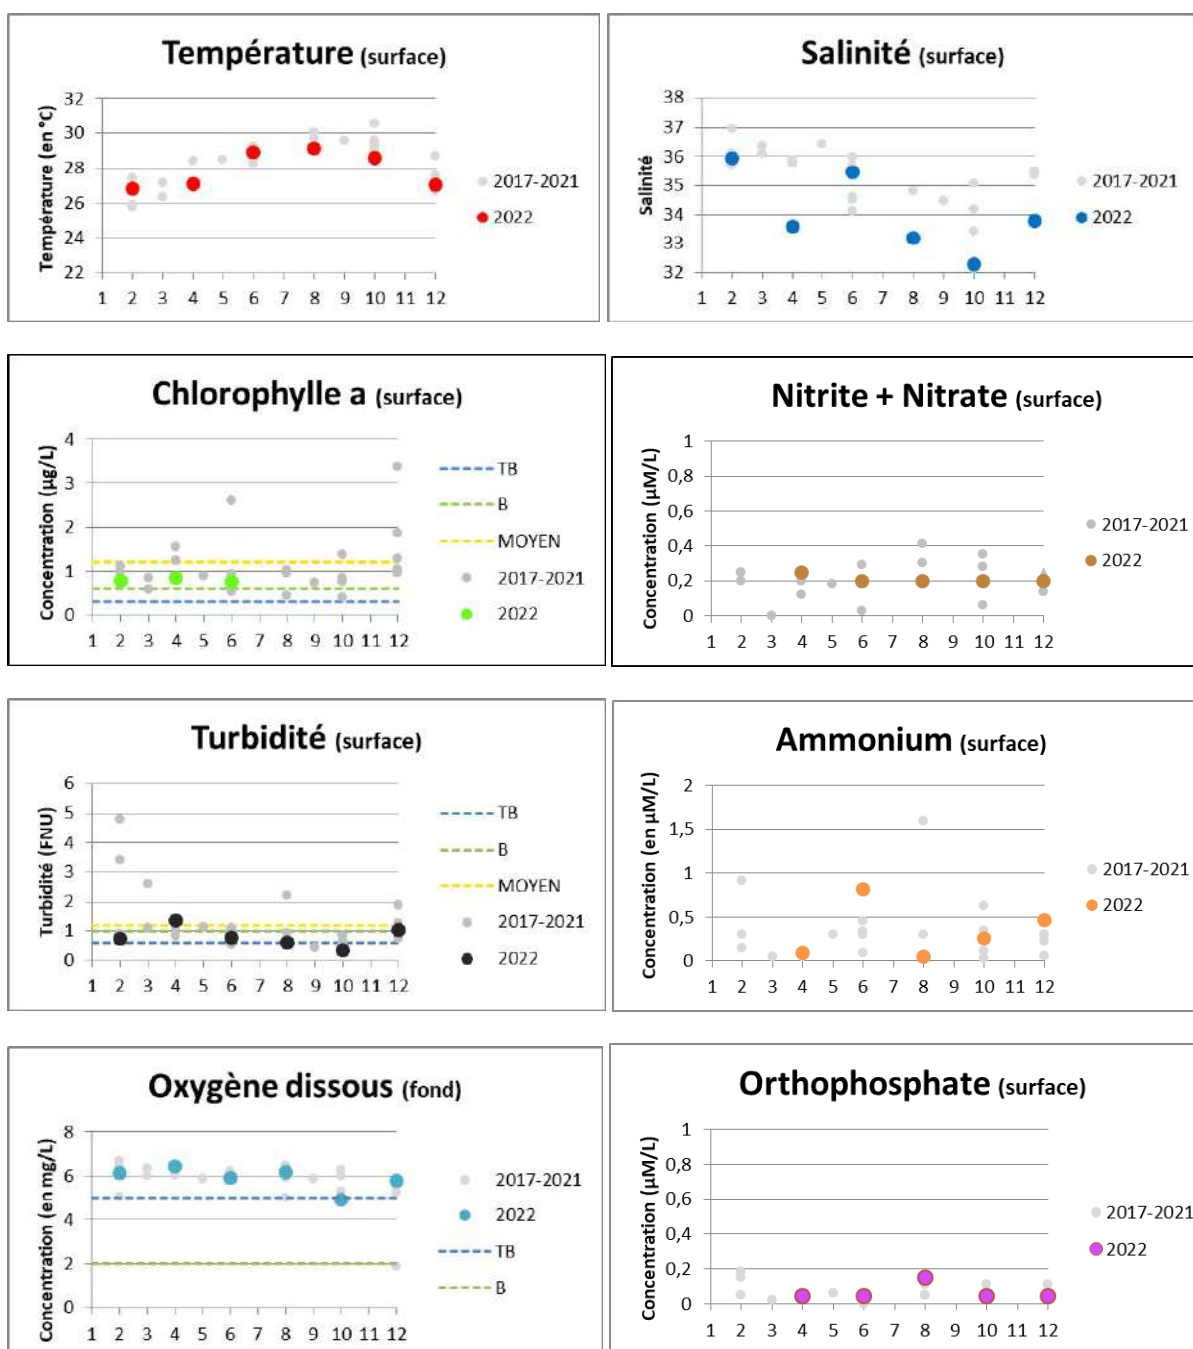 Température (surface)
Température (en °C)
32
30
28
26
24
22
1 2 3 4 5 6 7 8 9 10 11 12
2017-2021
2022
Salinité (surface)
Salinité
38
37
36
35
34
33
32
1 2 3 4 5 6 7 8 9 10 11 12
2017-2021
2022
Chlorophylle a (surface)
Concentration (µg/L)
4
3
2
1
0
1 2 3 4 5 6 7 8 9 10 11 12
TB
B
MOYEN
2017-2021
2022
Nitrite + Nitrate (surface)
Concentration (µM/L)
1
0,8
0,6
0,4
0,2
0
1 2 3 4 5 6 7 8 9 10 11 12
2017-2021
2022
Turbidité (surface)
Turbidité (FNU)
6
5
4
3
2
1
0
1 2 3 4 5 6 7 8 9 10 11 12
TB
B
MOYEN
2017-2021
2022
Ammonium (surface)
Concentration (en µM/L)
2
1,5
1
0,5
0
1 2 3 4 5 6 7 8 9 10 11 12
2017-2021
2022
Oxygène dissous (fond)
Concentration (en mg/L)
8
6
4
2
0
1 2 3 4 5 6 7 8 9 10 11 12
2017-2021
2022
TB
B
Orthophosphate (surface)
Concentration (µM/L)
1
0,8
0,6
0,4
0,2
0
1 2 3 4 5 6 7 8 9 10 11 12
2017-2021
2022